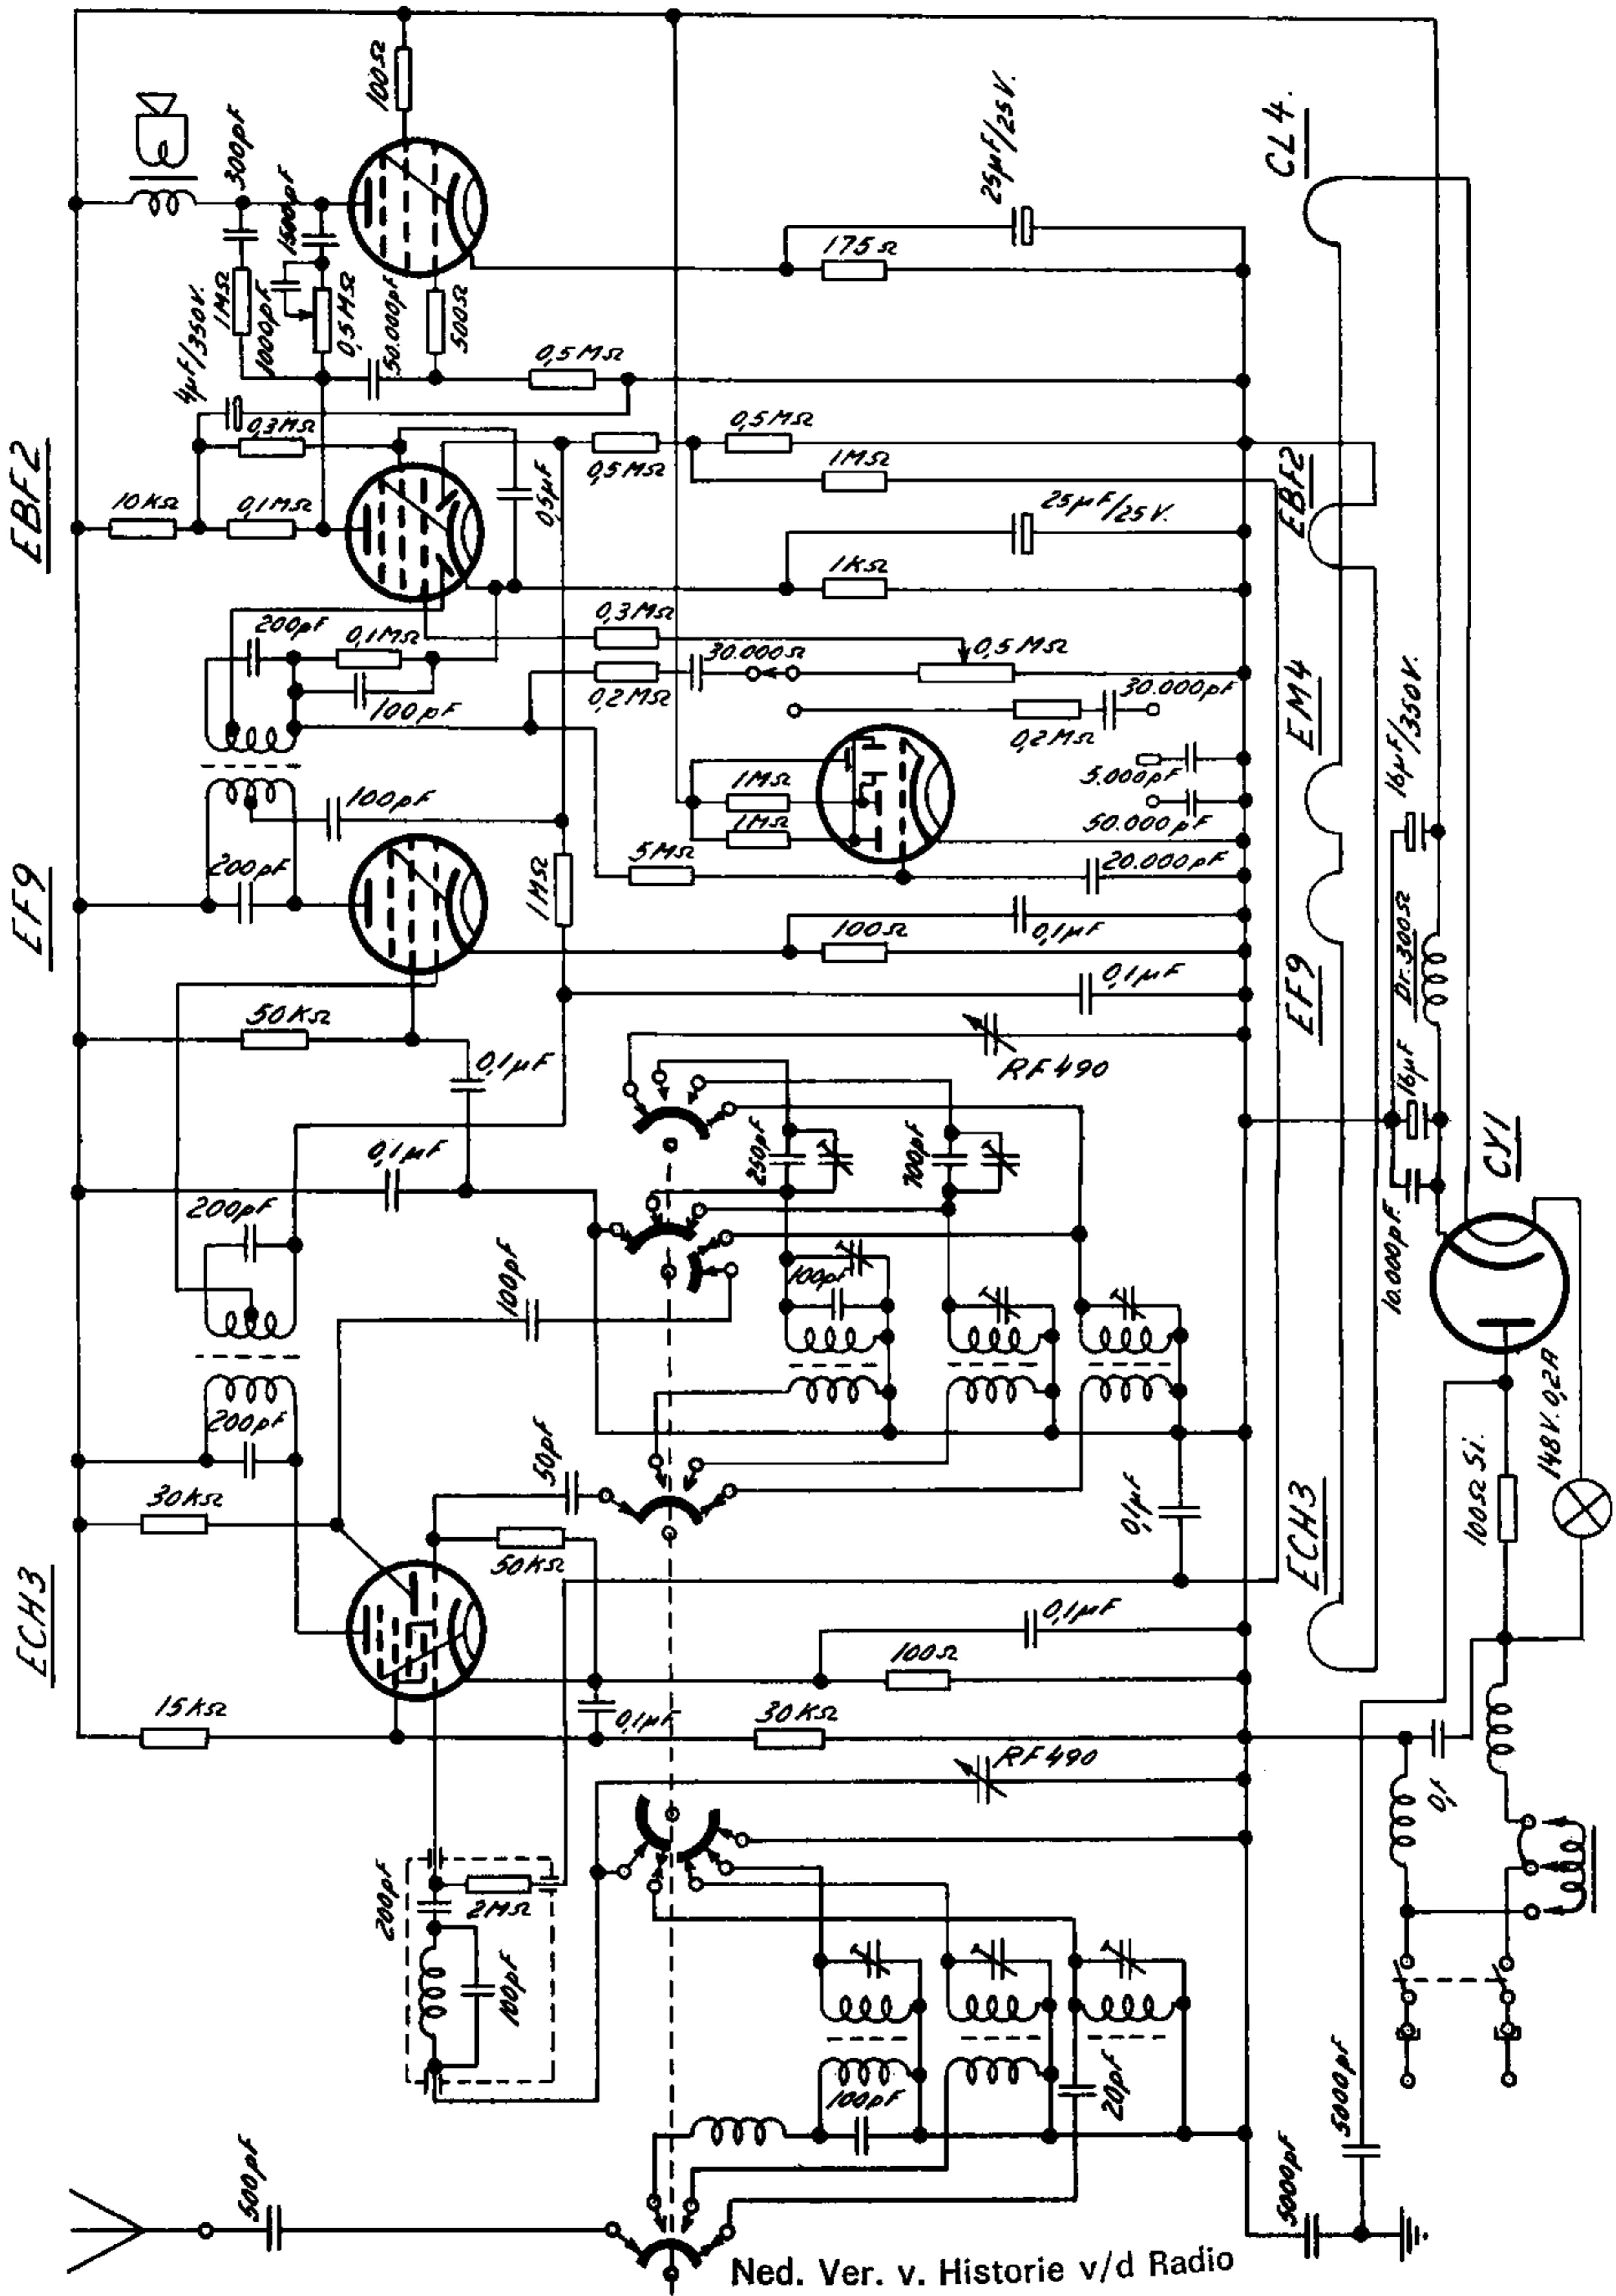 100Ω
300pF
1500pF
1MΩ
1000pF
0,5MΩ
4µF/350V.
50.000pF
500Ω
0,5MΩ
175Ω
25µF/25V.
CL4.
EBF2
0,3MΩ
10KΩ
0,1MΩ
0,5µF
0,5MΩ
0,5MΩ
1MΩ
25µF/25V.
1KΩ
EBF2
200pF
0,1MΩ
100pF
0,3MΩ
0,2MΩ
30.000Ω
0,5MΩ
30.000pF
0,2MΩ
EM4
16µF/350V.
1MΩ
1MΩ
5.000pF
50.000pF
100pF
200pF
5MΩ
20.000pF
EF9
1MΩ
100Ω
0,1µF
0,1µF
EF9
Dr.300Ω
50KΩ
0,1µF
RF490
16µF
0,1µF
250pF
700pF
CY1
10.000pF.
200pF
100pF
100pF
200pF
50pF
30KΩ
50KΩ
0,1µF
ECH3
100Ω Si.
148V.0,2A
ECH3
0,1µF
100Ω
15KΩ
0,1µF
30KΩ
RF490
0,1
200pF
2MΩ
100pF
100pF
20pF
5000pF
5000pF
500pF
Ned. Ver. v. Historie v/d Radio